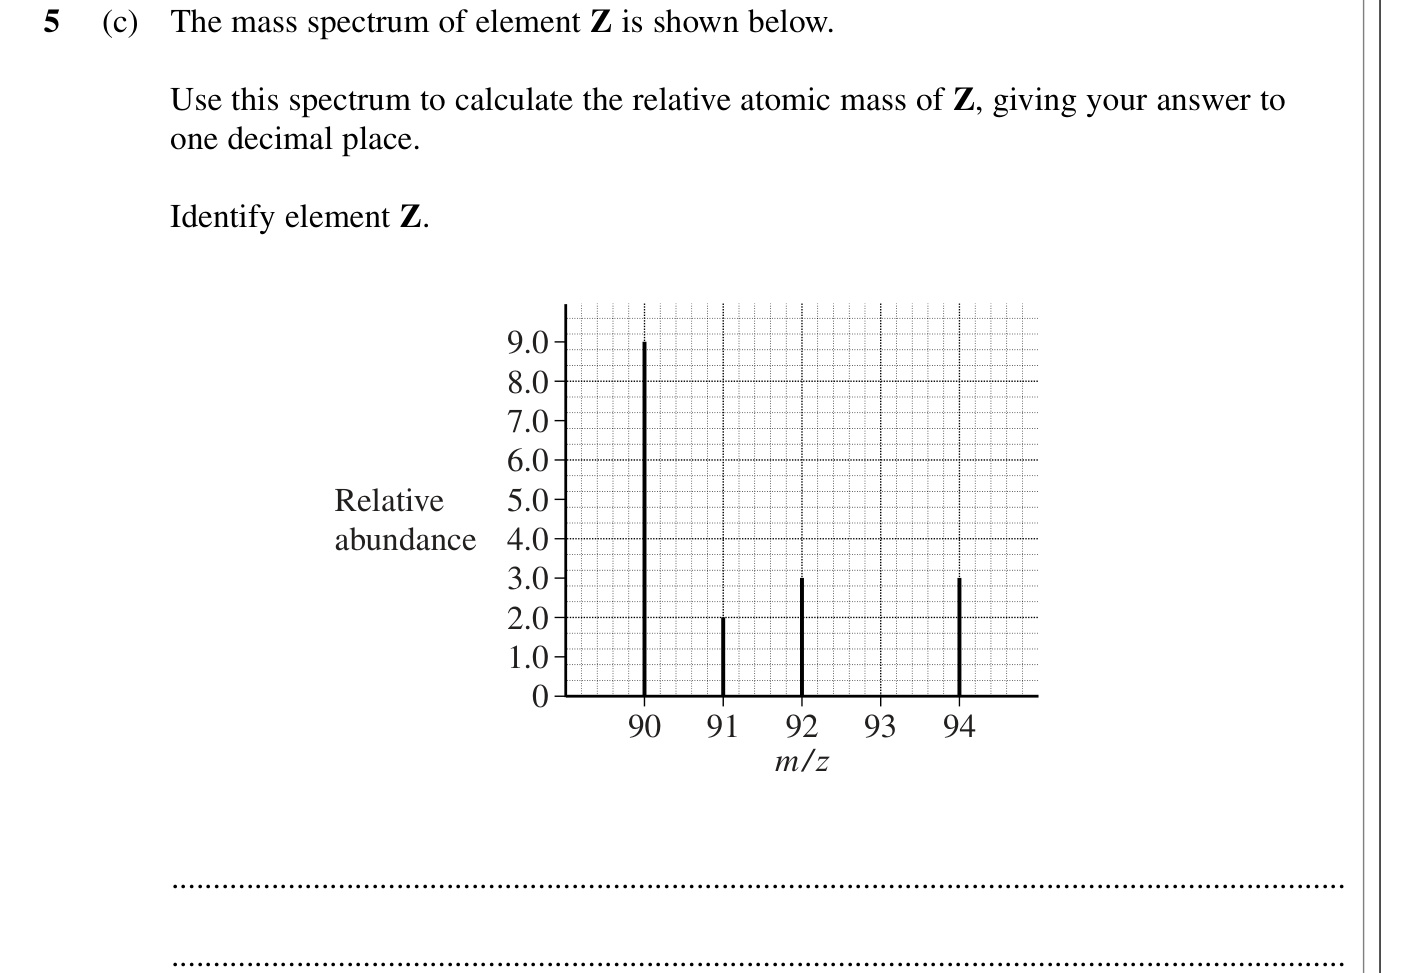 5 (c) The mass spectrum of element Z is shown below.
Use this spectrum to calculate the relative atomic mass of Z, giving your answer to
one decimal place.
Identify element Z.
9.0
8.0
7.0
6.0
Relative 5.0
abundance 4.0
3.0
2.0
1.0
0
90 91 92 93 94
m/z